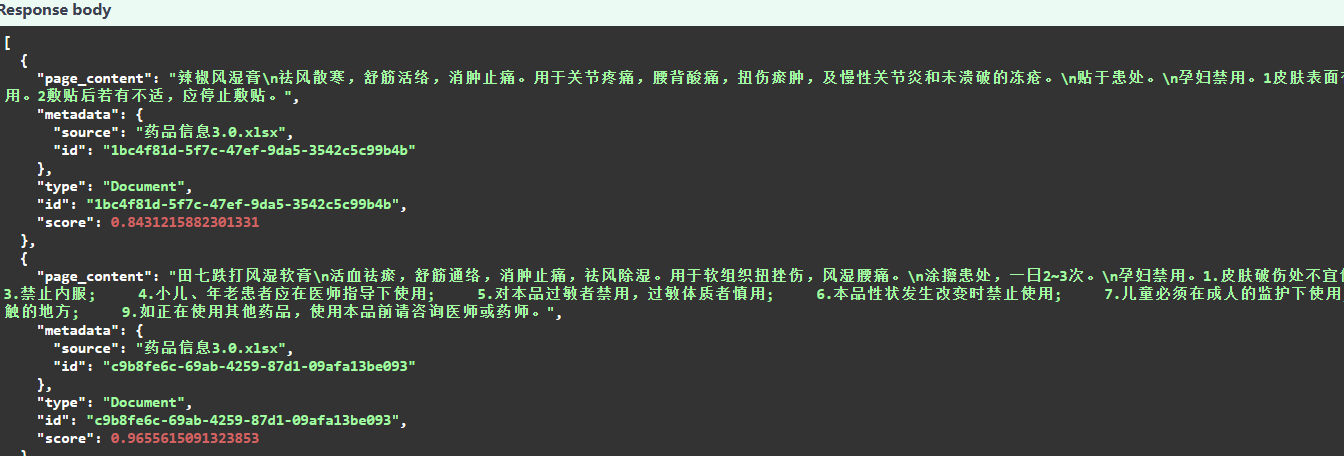 Response body
[
{
"page_content": "辣椒风湿膏\n祛风散寒，舒筋活络，消肿止痛。用于关节疼痛，腰背酸痛，扭伤瘀肿，及慢性关节炎和未溃破的冻疮。\n贴于患处。\n孕妇禁用。1皮肤表面
用。2敷贴后若有不适，应停止敷贴。",
"metadata": {
"source": "药品信息3.0.xlsx",
"id": "1bc4f81d-5f7c-47ef-9da5-3542c5c99b4b"
},
"type": "Document",
"id": "1bc4f81d-5f7c-47ef-9da5-3542c5c99b4b",
"score": 0.8431215882301331
},
{
"page_content": "田七跌打风湿软膏\n活血祛瘀，舒筋通络，消肿止痛，祛风除湿。用于软组织扭挫伤，风湿腰痛。\n涂擦患处，一日2~3次。\n孕妇禁用。1.皮肤破伤处不宜
3.禁止内服; 4.小儿、年老患者应在医师指导下使用; 5.对本品过敏者禁用，过敏体质者慎用; 6.本品性状发生改变时禁止使用; 7.儿童必须在成人的监护下使用
触的地方; 9.如正在使用其他药品，使用本品前请咨询医师或药师。",
"metadata": {
"source": "药品信息3.0.xlsx",
"id": "c9b8fe6c-69ab-4259-87d1-09afa13be093"
},
"type": "Document",
"id": "c9b8fe6c-69ab-4259-87d1-09afa13be093",
"score": 0.9655615091323853